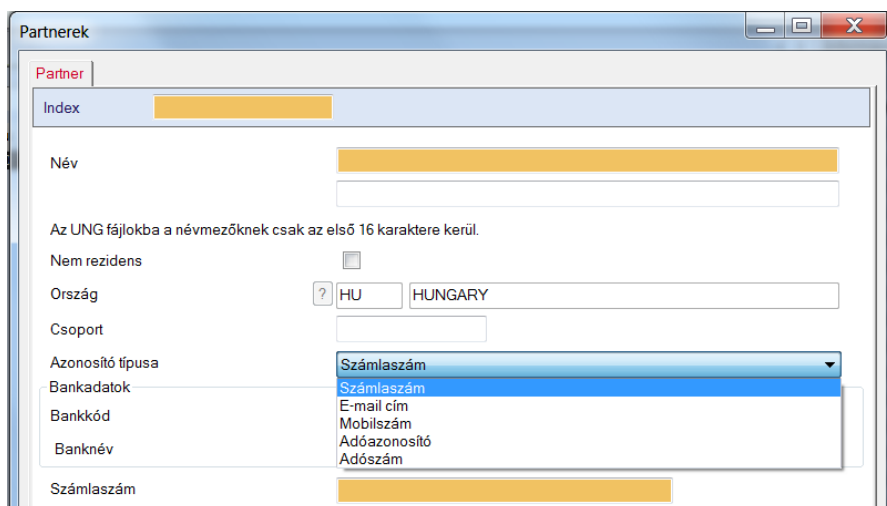 Partnerek
Partner
Index
Név
Az UNG fájlokba a névmezőknek csak az első 16 karaktere kerül.
Nem rezidens
Ország ? HU HUNGARY
Csoport
Azonosító típusa Számlaszám
Bankadatok Számlaszám
E-mail cím
Bankkód Mobilszám
Adóazonosító
Banknév Adószám
Számlaszám